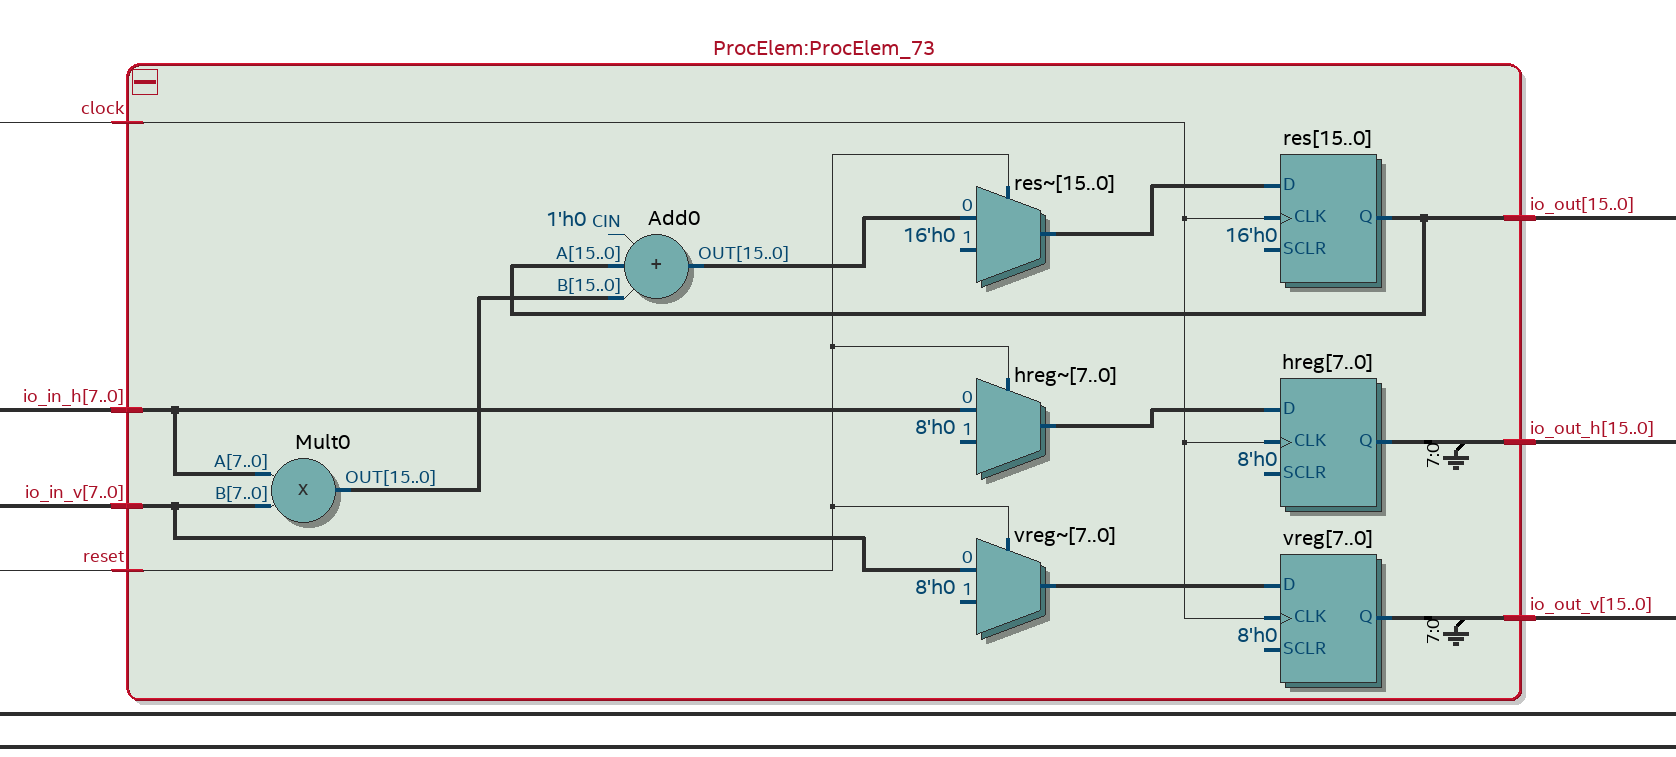 ProcElem:ProcElem_73
clock
res[15..0]
D
CLK Q
16'h0 SCLR
io_out[15..0]
res~[15..0]
0
16'h0 1
Add0
1'h0 CIN
A[15..0] OUT[15..0]
+
B[15..0]
io_in_h[7..0]
hreg~[7..0]
0
8'h0 1
hreg[7..0]
D
CLK Q
8'h0 SCLR
7:0
io_out_h[15..0]
Mult0
A[7..0]
OUT[15..0]
x
B[7..0]
io_in_v[7..0]
reset
vreg~[7..0]
0
8'h0 1
vreg[7..0]
D
CLK Q
8'h0 SCLR
7:0
io_out_v[15..0]